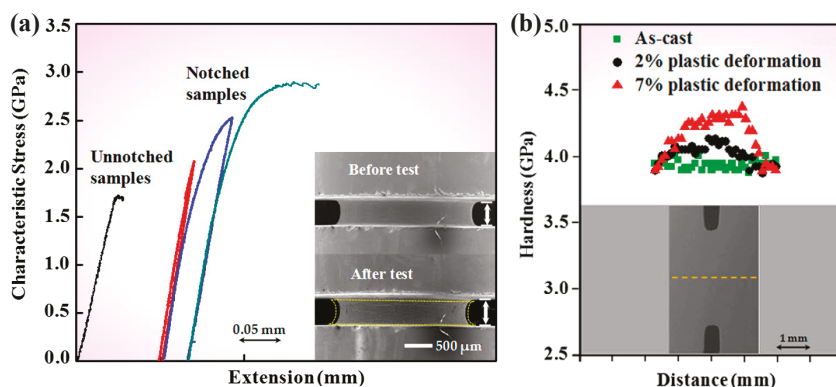 (a)
3.5
3.0
2.5
2.0
1.5
1.0
0.5
0.0
Characteristic Stress (GPa)
Notched
samples
Unnotched
samples
Before test
After test
500 μm
0.05 mm
Extension (mm)
(b)
5.0
4.5
4.0
3.5
3.0
2.5
Hardness (GPa)
As-cast
2% plastic deformation
7% plastic deformation
1 mm
Distance (mm)